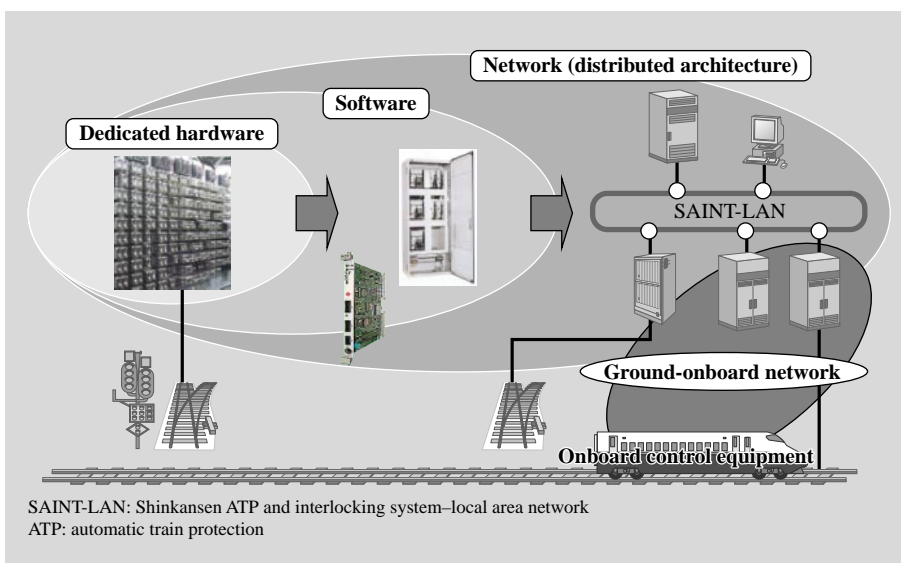 Network (distributed architecture)
Software
Dedicated hardware
SAINT-LAN
Ground-onboard network
Onboard control equipment
SAINT-LAN: Shinkansen ATP and interlocking system–local area network
ATP: automatic train protection